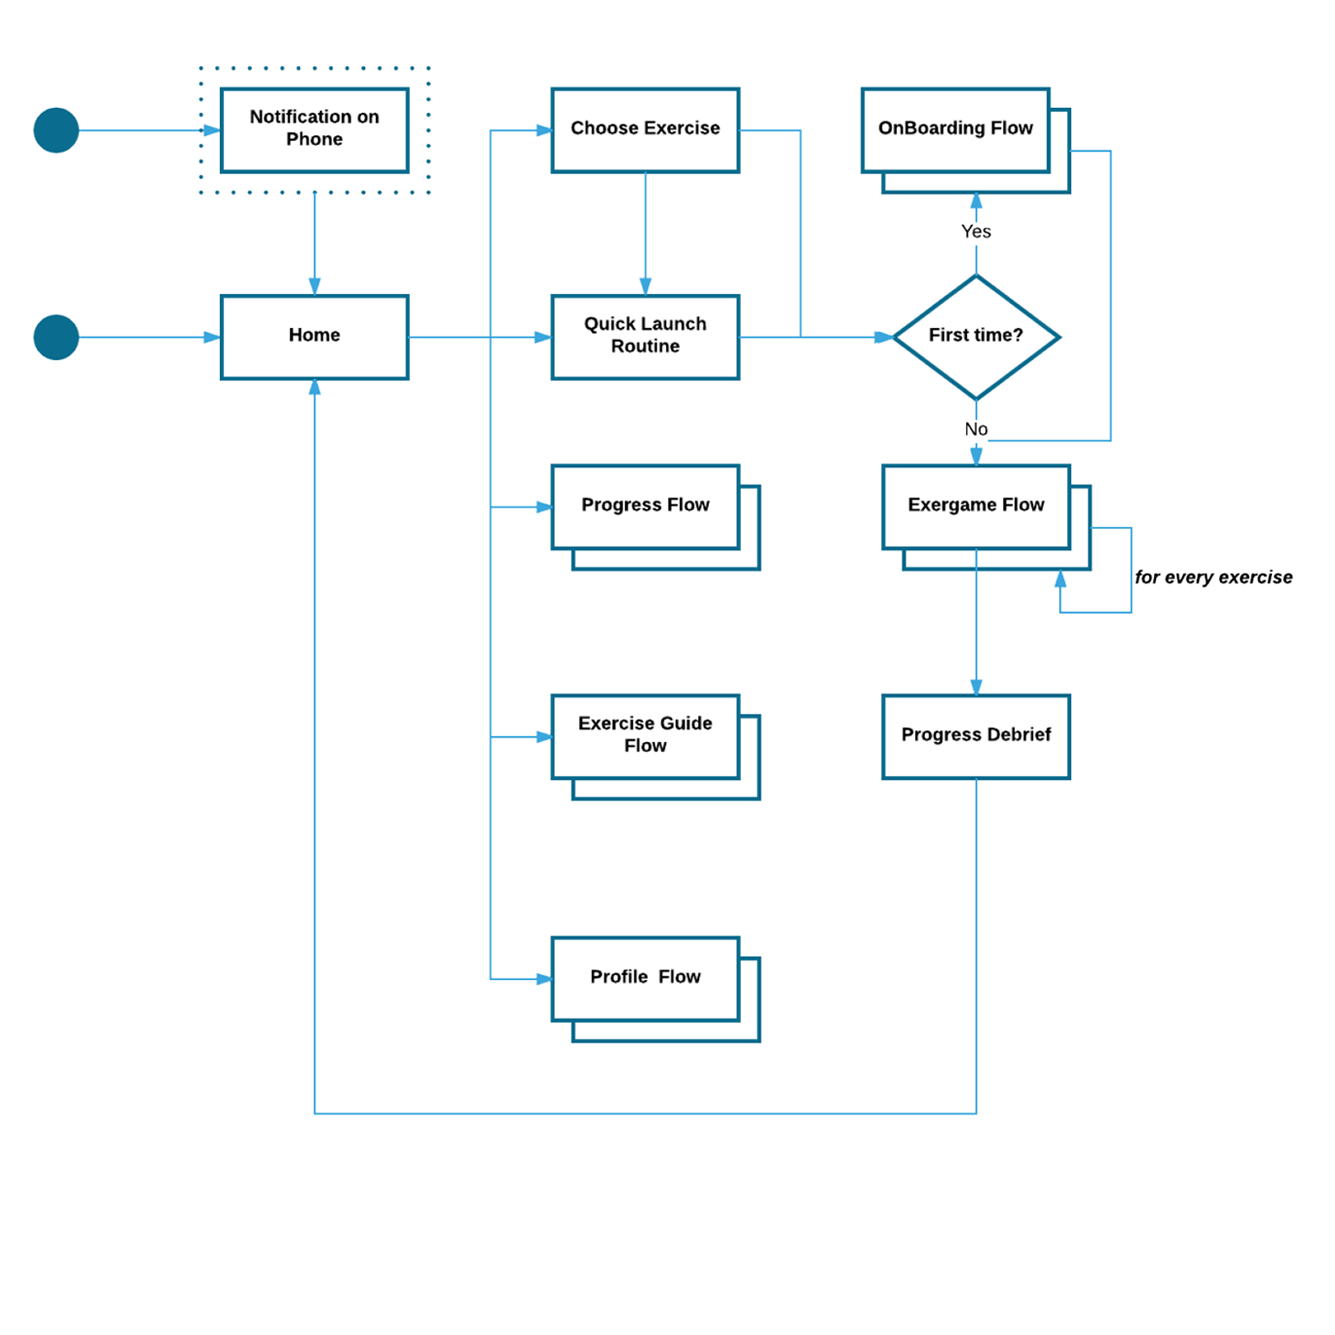 Notification on
Phone
Choose Exercise
OnBoarding Flow
Yes
Home
Quick Launch
Routine
First time?
No
Progress Flow
Exergame Flow
for every exercise
Exercise Guide
Flow
Progress Debrief
Profile  Flow